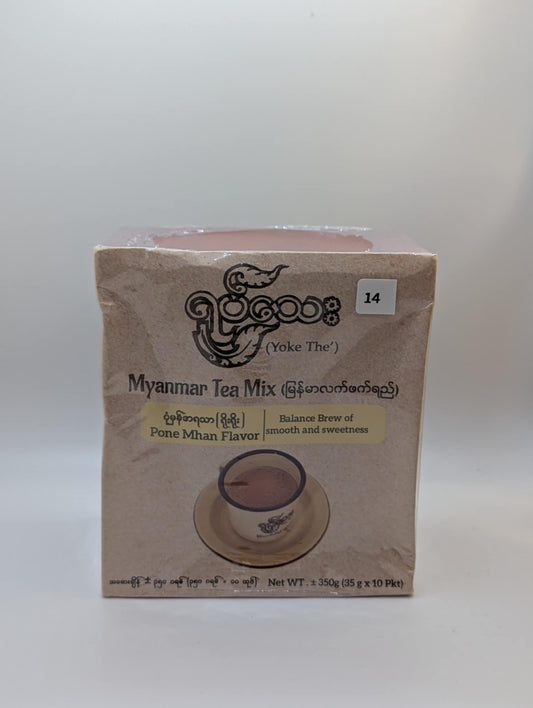 ရုပ်သေး
14
(Yoke The')
Myanmar Tea Mix (မြန်မာလက်ဖက်ရည်)
ပုံမှန်အရသာ (ရိုးရိုး)
Pone Mhan Flavor
Balance Brew of
smooth and sweetness
Net WT . ± 350g (35 g x 10 Pkt)